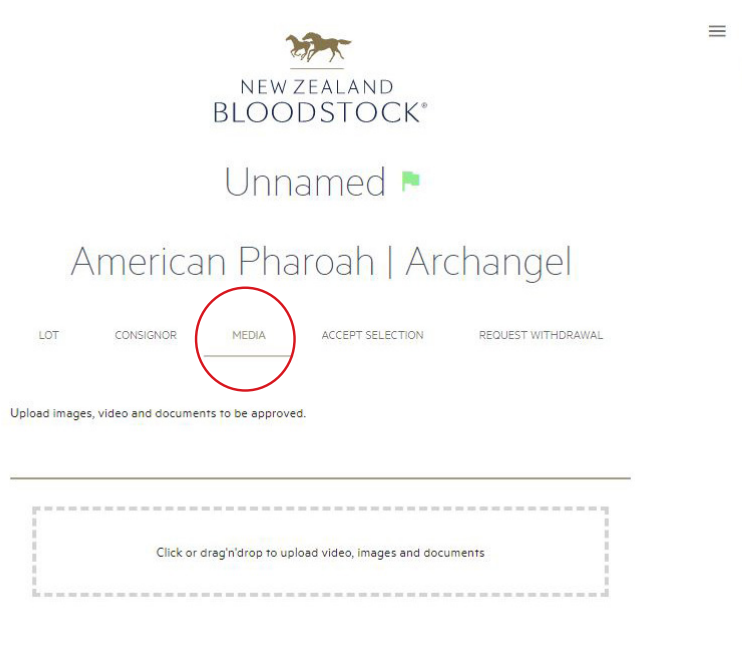 NEW ZEALAND
BLOODSTOCK®
Unnamed
American Pharoah | Archangel
LOT CONSIGNOR MEDIA ACCEPT SELECTION REQUEST WITHDRAWAL
Upload images, video and documents to be approved.
Click or drag'n'drop to upload video, images and documents